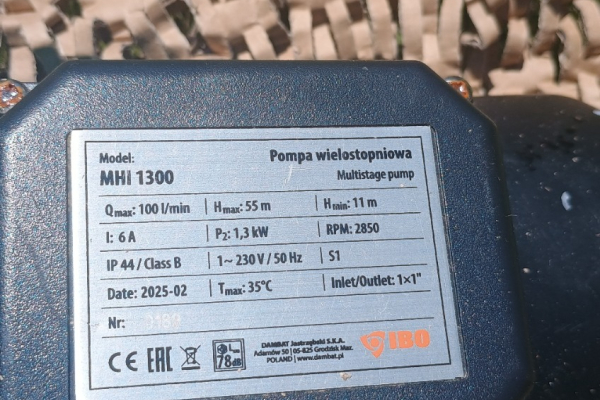 Model: Pompa wielostopniowa
MHI 1300 Multistage pump
Qmax: 100 l/min Hmax: 55 m Hmin: 11 m
I: 6 A P2: 1,3 kW RPM: 2850
IP 44 / Class B 1~ 230 V / 50 Hz S1
Date: 2025-02 Tmax: 35°C Inlet/Outlet: 1×1"
Nr:
CE EAC 78dB
DAMBAT Jastrzębski S.K.A.
Adamów 50 | 05-825 Grodzisk Maz.
POLAND | www.dambat.pl
IBO